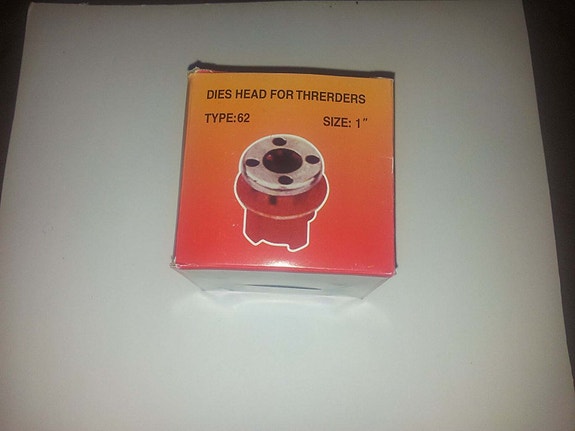 DIES HEAD FOR THRERDERS
TYPE:62 SIZE: 1"